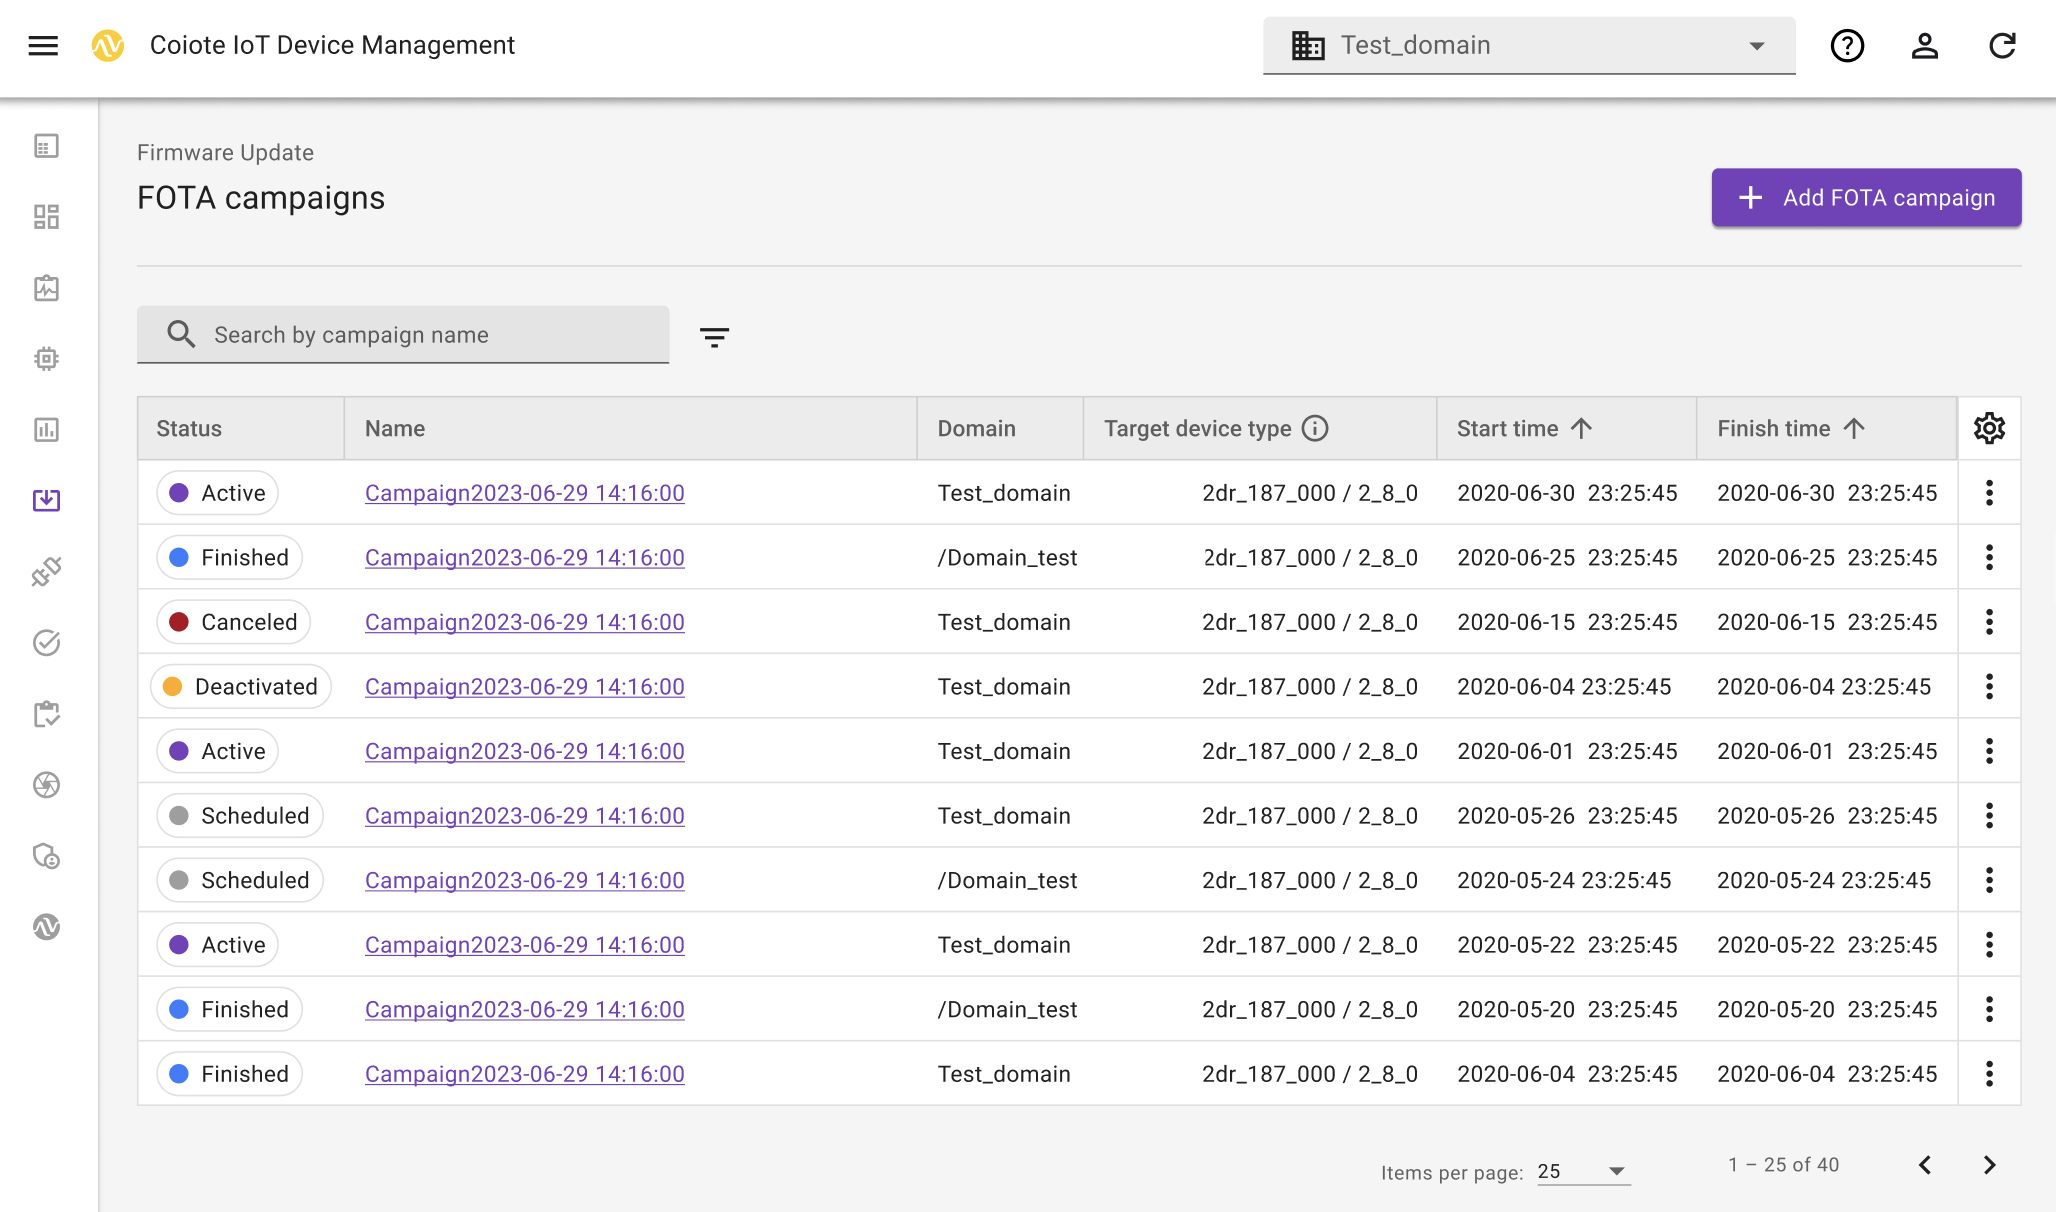 Coiote IoT Device Management
Test_domain
Firmware Update
FOTA campaigns
Add FOTA campaign
Search by campaign name
Status Name Domain Target device type Start time Finish time
Active Campaign2023-06-29 14:16:00 Test_domain 2dr_187_000 / 2_8_0 2020-06-30 23:25:45 2020-06-30 23:25:45
Finished Campaign2023-06-29 14:16:00 /Domain_test 2dr_187_000 / 2_8_0 2020-06-25 23:25:45 2020-06-25 23:25:45
Canceled Campaign2023-06-29 14:16:00 Test_domain 2dr_187_000 / 2_8_0 2020-06-15 23:25:45 2020-06-15 23:25:45
Deactivated Campaign2023-06-29 14:16:00 Test_domain 2dr_187_000 / 2_8_0 2020-06-04 23:25:45 2020-06-04 23:25:45
Active Campaign2023-06-29 14:16:00 Test_domain 2dr_187_000 / 2_8_0 2020-06-01 23:25:45 2020-06-01 23:25:45
Scheduled Campaign2023-06-29 14:16:00 Test_domain 2dr_187_000 / 2_8_0 2020-05-26 23:25:45 2020-05-26 23:25:45
Scheduled Campaign2023-06-29 14:16:00 /Domain_test 2dr_187_000 / 2_8_0 2020-05-24 23:25:45 2020-05-24 23:25:45
Active Campaign2023-06-29 14:16:00 Test_domain 2dr_187_000 / 2_8_0 2020-05-22 23:25:45 2020-05-22 23:25:45
Finished Campaign2023-06-29 14:16:00 /Domain_test 2dr_187_000 / 2_8_0 2020-05-20 23:25:45 2020-05-20 23:25:45
Finished Campaign2023-06-29 14:16:00 Test_domain 2dr_187_000 / 2_8_0 2020-06-04 23:25:45 2020-06-04 23:25:45
Items per page: 25 1 – 25 of 40